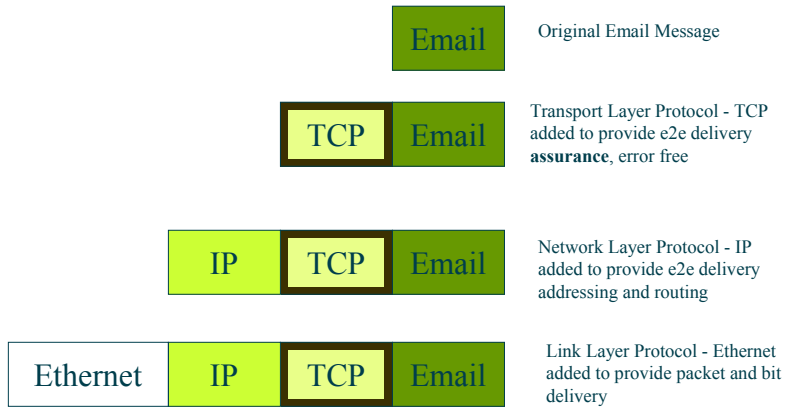 Email
Original Email Message
TCP Email
Transport Layer Protocol - TCP
added to provide e2e delivery
assurance, error free
IP TCP Email
Network Layer Protocol - IP
added to provide e2e delivery
addressing and routing
Ethernet IP TCP Email
Link Layer Protocol - Ethernet
added to provide packet and bit
delivery